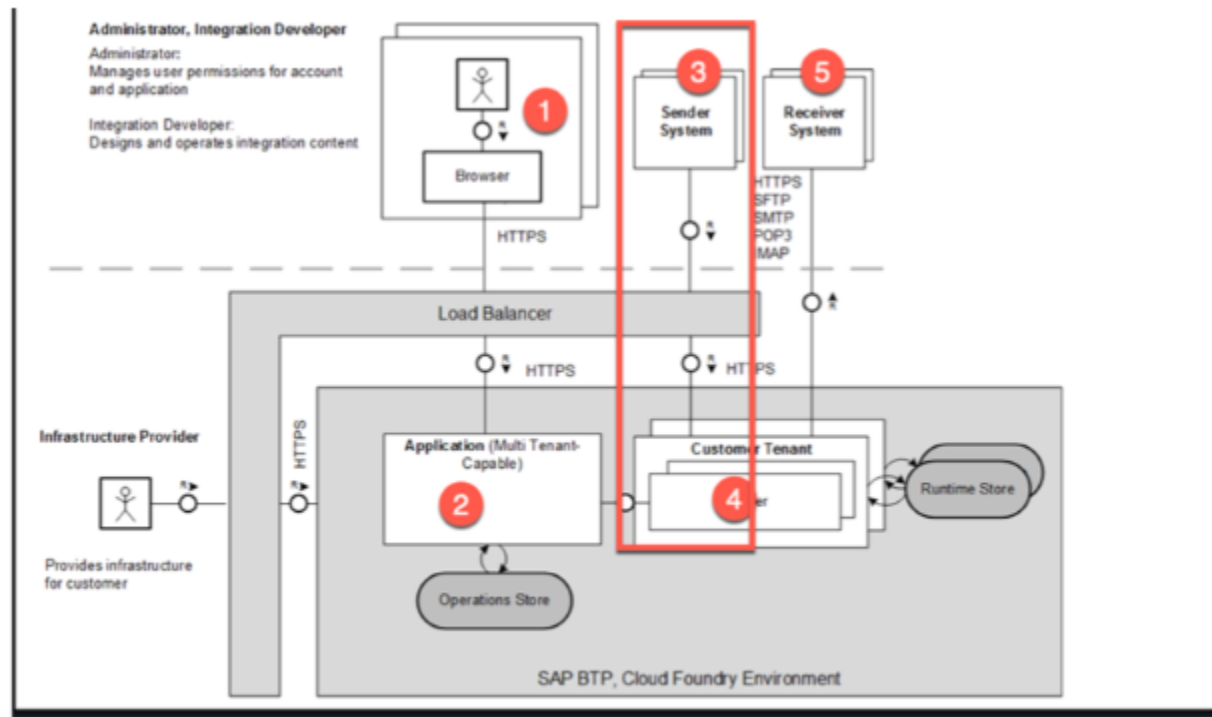 Administrator, Integration Developer
Administrator:
Manages user permissions for account
and application
Integration Developer:
Designs and operates integration content
1
Browser
HTTPS
3
Sender
System
5
Receiver
System
HTTPS
SFTP
SMTP
POP3
IMAP
Load Balancer
HTTPS
HTTPS
HTTPS
Infrastructure Provider
Provides infrastructure
for customer
Application (Multi Tenant-
Capable)
2
Operations Store
Customer Tenant
4
Runtime Store
SAP BTP, Cloud Foundry Environment